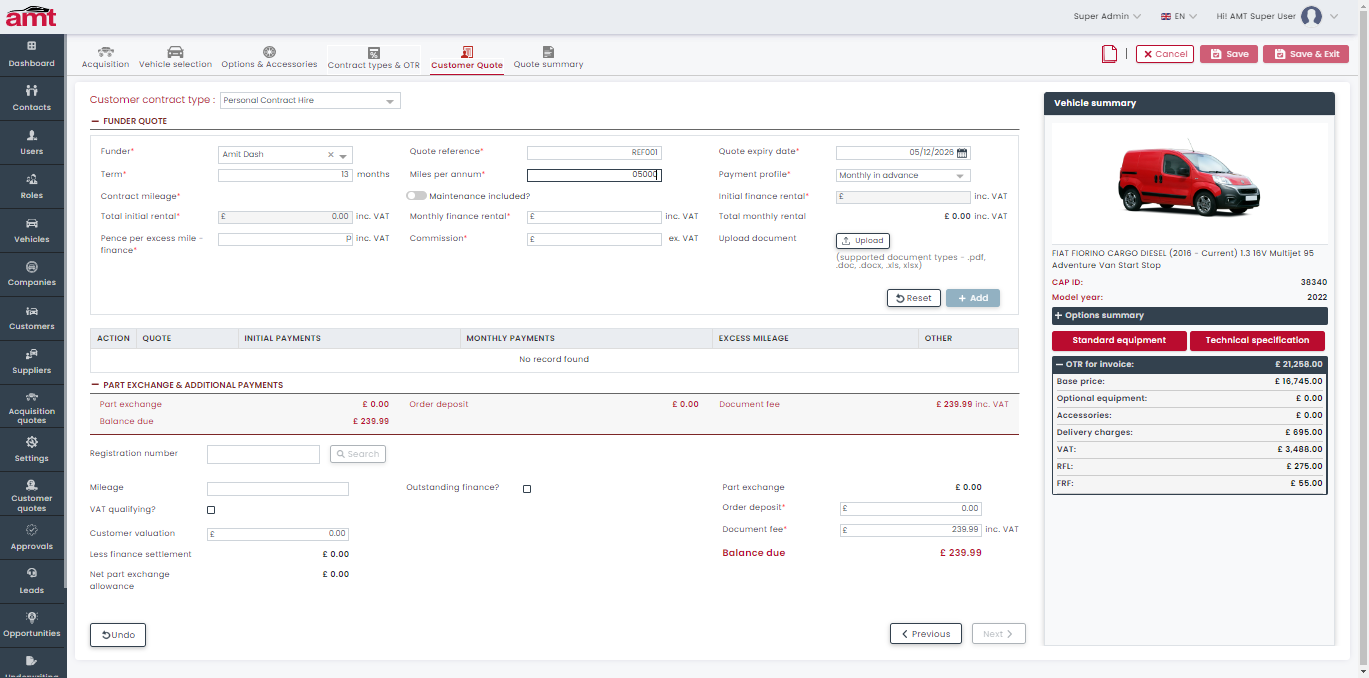 amt
Super Admin
EN
Hi! AMT Super User
Dashboard
Contacts
Users
Roles
Vehicles
Companies
Customers
Suppliers
Acquisition
quotes
Settings
Customer
quotes
Approvals
Leads
Opportunities
Underwriting
Acquisition
Vehicle selection
Options & Accessories
Contract types & OTR
Customer Quote
Quote summary
Cancel
Save
Save & Exit
Customer contract type :
Personal Contract Hire
FUNDER QUOTE
Funder*
Amit Dash
Quote reference*
REF001
Quote expiry date*
05/12/2026
Term*
13 months
Miles per annum*
05000
Payment profile*
Monthly in advance
Contract mileage*
Maintenance included?
Initial finance rental*
£ inc. VAT
Total initial rental*
£ 0.00 inc. VAT
Monthly finance rental*
£ inc. VAT
Total monthly rental
£ 0.00 inc. VAT
Pence per excess mile -
finance*
p inc. VAT
Commission*
£ ex. VAT
Upload document
Upload
(supported document types - .pdf,
.doc, .docx, .xls, xlsx)
Reset
+ Add
ACTION QUOTE INITIAL PAYMENTS MONTHLY PAYMENTS EXCESS MILEAGE OTHER
No record found
PART EXCHANGE & ADDITIONAL PAYMENTS
Part exchange £ 0.00
Order deposit £ 0.00
Document fee £ 239.99 inc. VAT
Balance due £ 239.99
Registration number
Search
Mileage
Outstanding finance?
VAT qualifying?
Customer valuation £ 0.00
Less finance settlement £ 0.00
Net part exchange
allowance
£ 0.00
Part exchange £ 0.00
Order deposit* £ 0.00
Document fee* £ 239.99 inc. VAT
Balance due £ 239.99
Undo
Previous
Next
Vehicle summary
FIAT FIORINO CARGO DIESEL (2016 - Current) 1.3 16V Multijet 95
Adventure Van Start Stop
CAP ID: 38340
Model year: 2022
+ Options summary
Standard equipment
Technical specification
OTR for invoice: £ 21,258.00
Base price: £ 16,745.00
Optional equipment: £ 0.00
Accessories: £ 0.00
Delivery charges: £ 695.00
VAT: £ 3,488.00
RFL: £ 275.00
FRF: £ 55.00